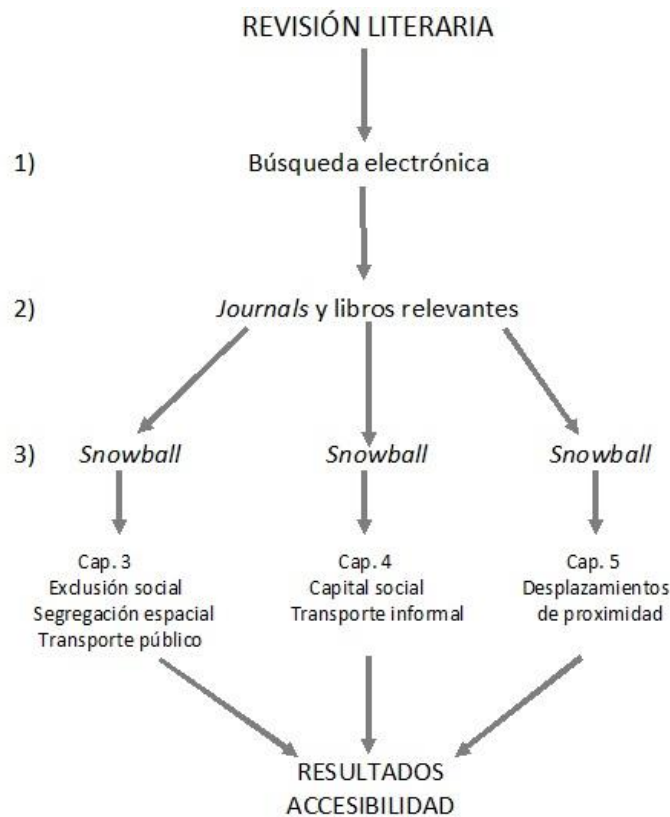 REVISIÓN LITERARIA
1) Búsqueda electrónica
2) Journals y libros relevantes
3) Snowball Snowball Snowball
Cap. 3
Exclusión social
Segregación espacial
Transporte público
Cap. 4
Capital social
Transporte informal
Cap. 5
Desplazamientos
de proximidad
RESULTADOS
ACCESIBILIDAD